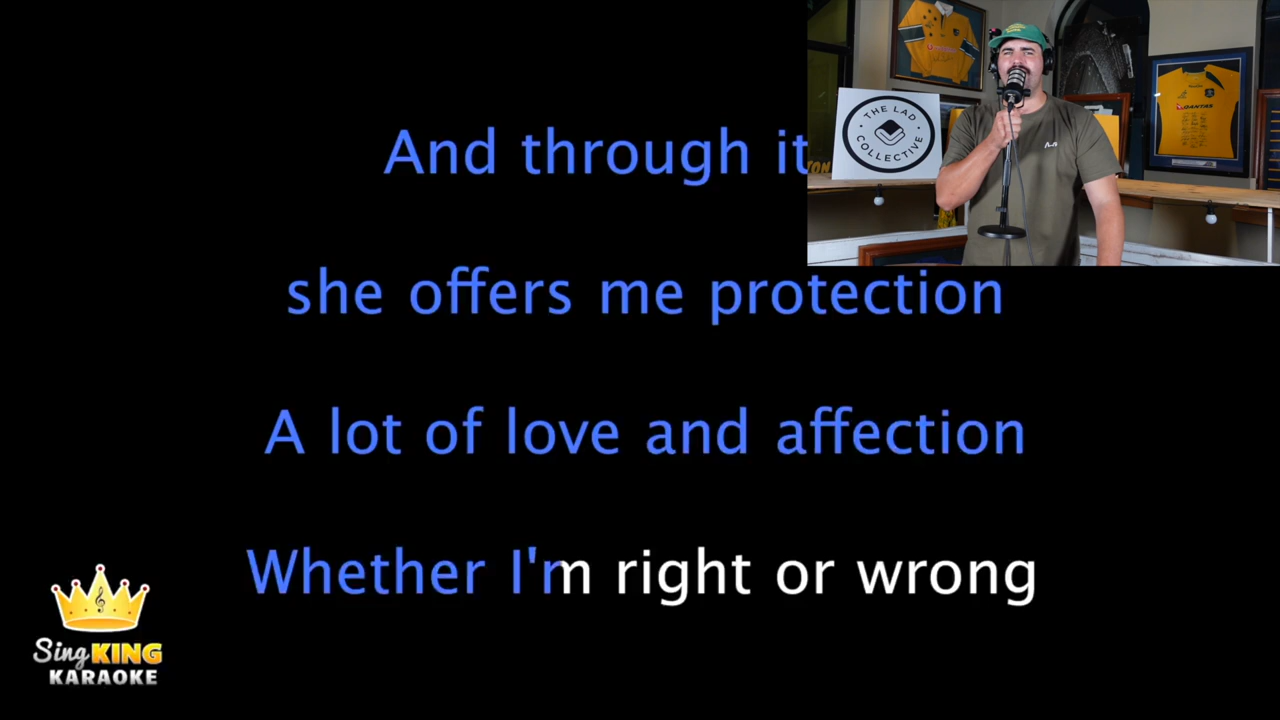 And through it
she offers me protection
A lot of love and affection
Whether I'm right or wrong
THE LAD
COLLECTIVE
QANTAS
Sing KING
KARAOKE